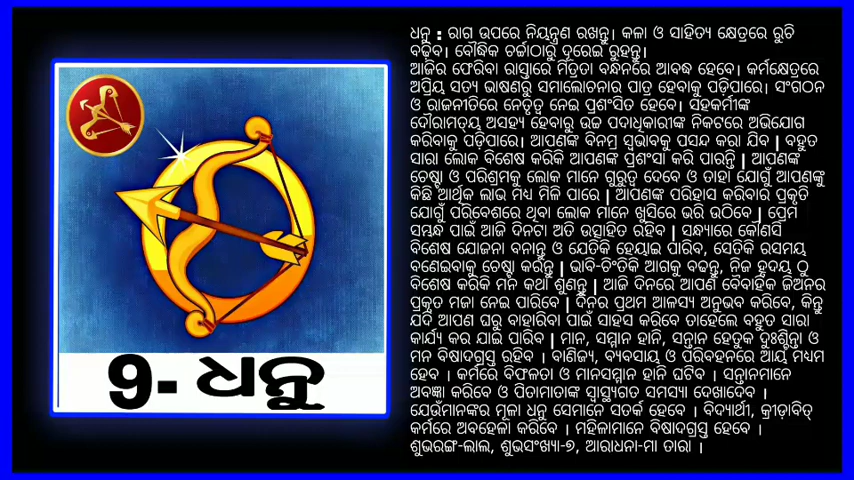 9- ଧନୁ
ଧନୁ : ରାଗ ଉପରେ ନିୟନ୍ତ୍ରଣ ରଖନ୍ତୁ। କଳା ଓ ସାହିତ୍ୟ କ୍ଷେତ୍ରରେ ରୁଚି
ବଢ଼ିବ। ବୌଦ୍ଧିକ ଚର୍ଚ୍ଚାଠାରୁ ଦୂରେଇ ରୁହନ୍ତୁ।
ଆଜିର ଫେରିବା ରାସ୍ତାରେ ମିତ୍ରତା ବନ୍ଧନରେ ଆବଦ୍ଧ ହେବେ। କର୍ମକ୍ଷେତ୍ରରେ
ଅପ୍ରିୟ ସତ୍ୟ ଭାଷଣରୁ ସମାଲୋଚନାର ପାତ୍ର ହେବାକୁ ପଡ଼ିପାରେ। ସଂଗଠନ
ଓ ରାଜନୀତିରେ ନେତୃତ୍ବ ନେଇ ପ୍ରଶଂସିତ ହେବେ। ସହକର୍ମୀଙ୍କ
ଦୌରାତ୍ମ୍ୟ ଅସହ୍ୟ ହେବାରୁ ଉଚ୍ଚ ପଦାଧିକାରୀଙ୍କ ନିକଟରେ ଅଭିଯୋଗ
କରିବାକୁ ପଡ଼ିପାରେ। ଆପଣଙ୍କ ବିନମ୍ର ସ୍ୱଭାବକୁ ପସନ୍ଦ କରା ଯିବ | ବହୁତ
ସାରା ଲୋକ ବିଶେଷ କରିକି ଆପଣଙ୍କ ପ୍ରଶଂସା କରି ପାରନ୍ତି | ଆପଣଙ୍କ
ଚେଷ୍ଟା ଓ ପରିଶ୍ରମକୁ ଲୋକ ମାନେ ଗୁରୁତ୍ୱ ଦେବେ ଓ ତାହା ଯୋଗୁଁ ଆପଣଙ୍କୁ
କିଛି ଆର୍ଥିକ ଲାଭ ମଧ୍ୟ ମିଳି ପାରେ | ଆପଣଙ୍କ ପରିହାସ କରିବାର ପ୍ରକୃତି
ଯୋଗୁଁ ପରିବେଶରେ ଥିବା ଲୋକ ମାନେ ଖୁସିରେ ଭରି ଉଠିବେ | ପ୍ରେମ
ସମ୍ବନ୍ଧ ପାଇଁ ଆଜି ଦିନଟା ଅତି ଉତ୍ସାହିତ ରହିବ | ସନ୍ଧ୍ୟାରେ କୌଣସି
ବିଶେଷ ଯୋଜନା ବନାନ୍ତୁ ଓ ଯେତିକି ହେୟାଇ ପାରିବ, ସେତିକି ରସମୟ
ବଣେଇବାକୁ ଚେଷ୍ଟା କରନ୍ତି | ଭାବି-ଚିଂତିକି ଆଗକୁ ବଢନ୍ତୁ, ନିଜ ହୃଦୟ ଠୁ
ବିଶେଷ କରିକି ମନ କଥା ଶୁଣନ୍ତୁ | ଆଜି ଦିନରେ ଆପଣ ବୈବାହିକ ଜିଅନର
ପ୍ରକୃତ ମଜା ନେଇ ପାରିବେ | ଦିନର ପ୍ରଥମ ଆଳସ୍ୟ ଅନୁଭବ କରିବେ, କିନ୍ତୁ
ଯଦି ଆପଣ ଘରୁ ବାହାରିବା ପାଇଁ ସାହସ କରିବେ ତାହେଲେ ବହୁତ ସାରା
କାର୍ଯ୍ୟ କର ଯାଇ ପାରିବ | ମାନ, ସମ୍ମାନ ହାନି, ସନ୍ତାନ ହେତୁକ ଦୁଃଶ୍ଚିନ୍ତା ଓ
ମନ ବିଷାଦଗ୍ରସ୍ତ ରହିବ । ବାଣିଜ୍ୟ, ବ୍ୟବସାୟ ଓ ପରିବହନରେ ଆୟ ମଧ୍ୟମ
ହେବ । କର୍ମରେ ବିଫଳତା ଓ ମାନସମ୍ମାନ ହାନି ଘଟିବ । ସନ୍ତାନମାନେ
ଅବଜ୍ଞା କରିବେ ଓ ପିତାମାତାଙ୍କ ସ୍ୱାସ୍ଥ୍ୟଗତ ସମସ୍ୟା ଦେଖାଦେବ ।
ଯେଉଁମାନଙ୍କର ମୂଳା ଧନୁ ସେମାନେ ସତର୍କ ହେବେ । ବିଦ୍ୟାର୍ଥୀ, କ୍ରୀଡ଼ାବିତ୍
କର୍ମରେ ଅବହେଳା କରିବେ । ମହିଳାମାନେ ବିଷାଦଗ୍ରସ୍ତ ହେବେ ।
ଶୁଭରଙ୍ଗ-ଲାଲ, ଶୁଭସଂଖ୍ୟା-୭, ଆରାଧନା-ମା ତାରା ।